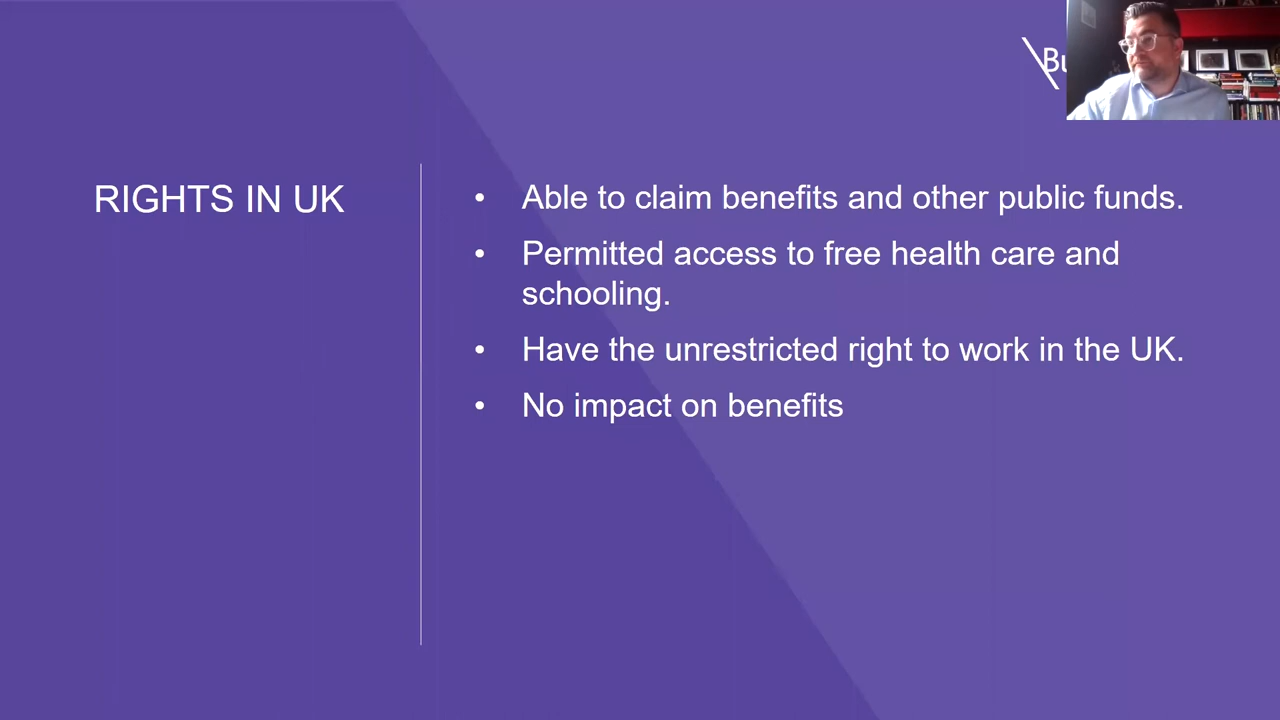 RIGHTS IN UK
• Able to claim benefits and other public funds.
• Permitted access to free health care and
schooling.
• Have the unrestricted right to work in the UK.
• No impact on benefits